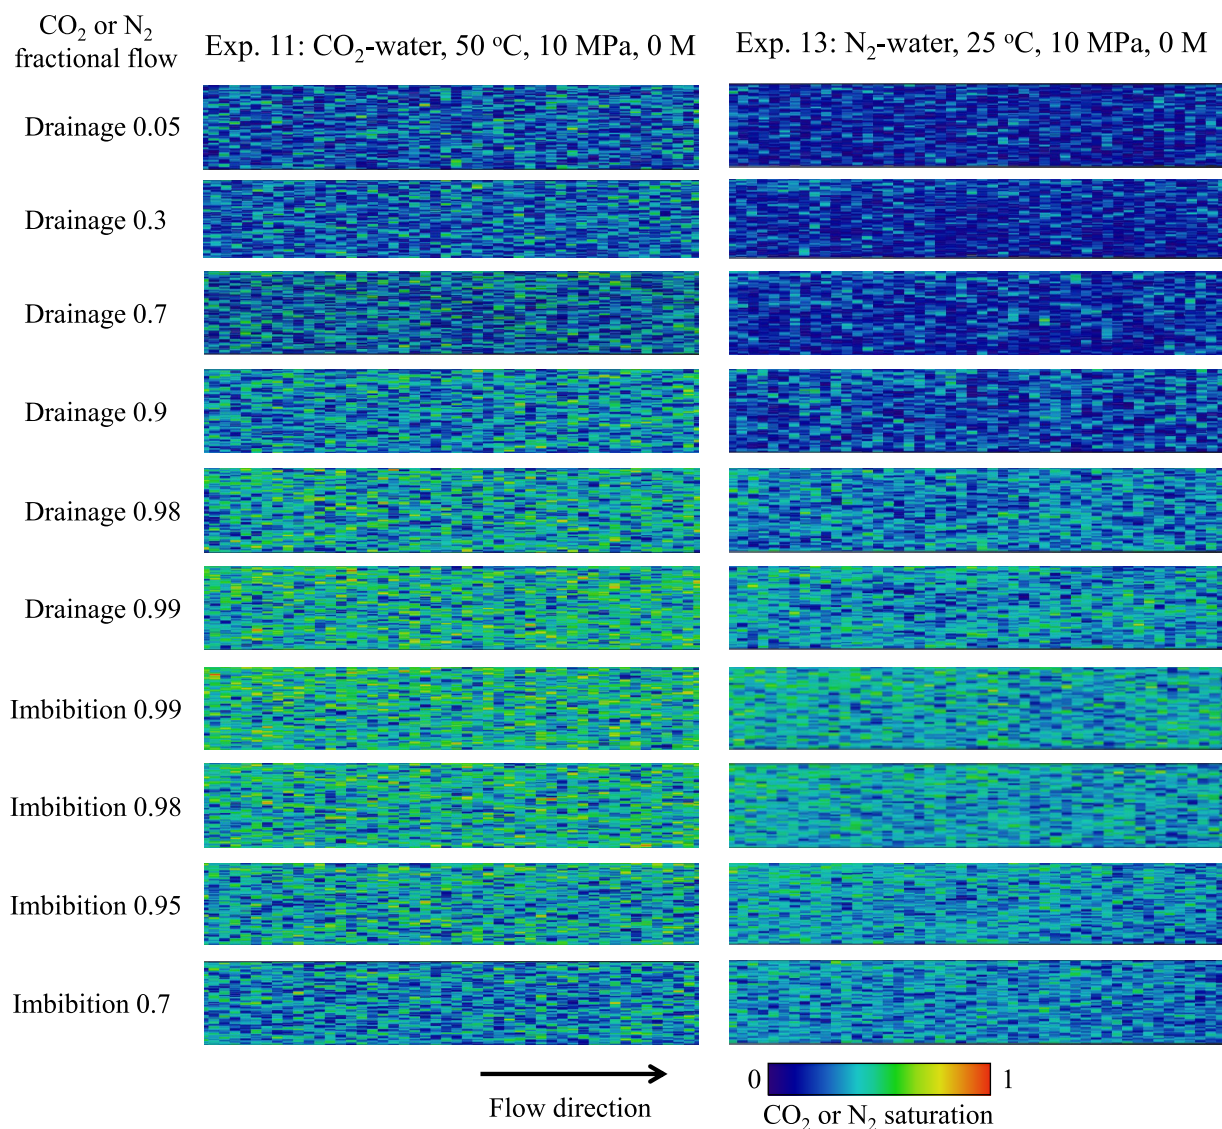 CO₂ or N₂
fractional flow
Exp. 11: CO₂-water, 50 °C, 10 MPa, 0 M
Exp. 13: N₂-water, 25 °C, 10 MPa, 0 M
Drainage 0.05
Drainage 0.3
Drainage 0.7
Drainage 0.9
Drainage 0.98
Drainage 0.99
Imbibition 0.99
Imbibition 0.98
Imbibition 0.95
Imbibition 0.7
Flow direction
0 1
CO₂ or N₂ saturation